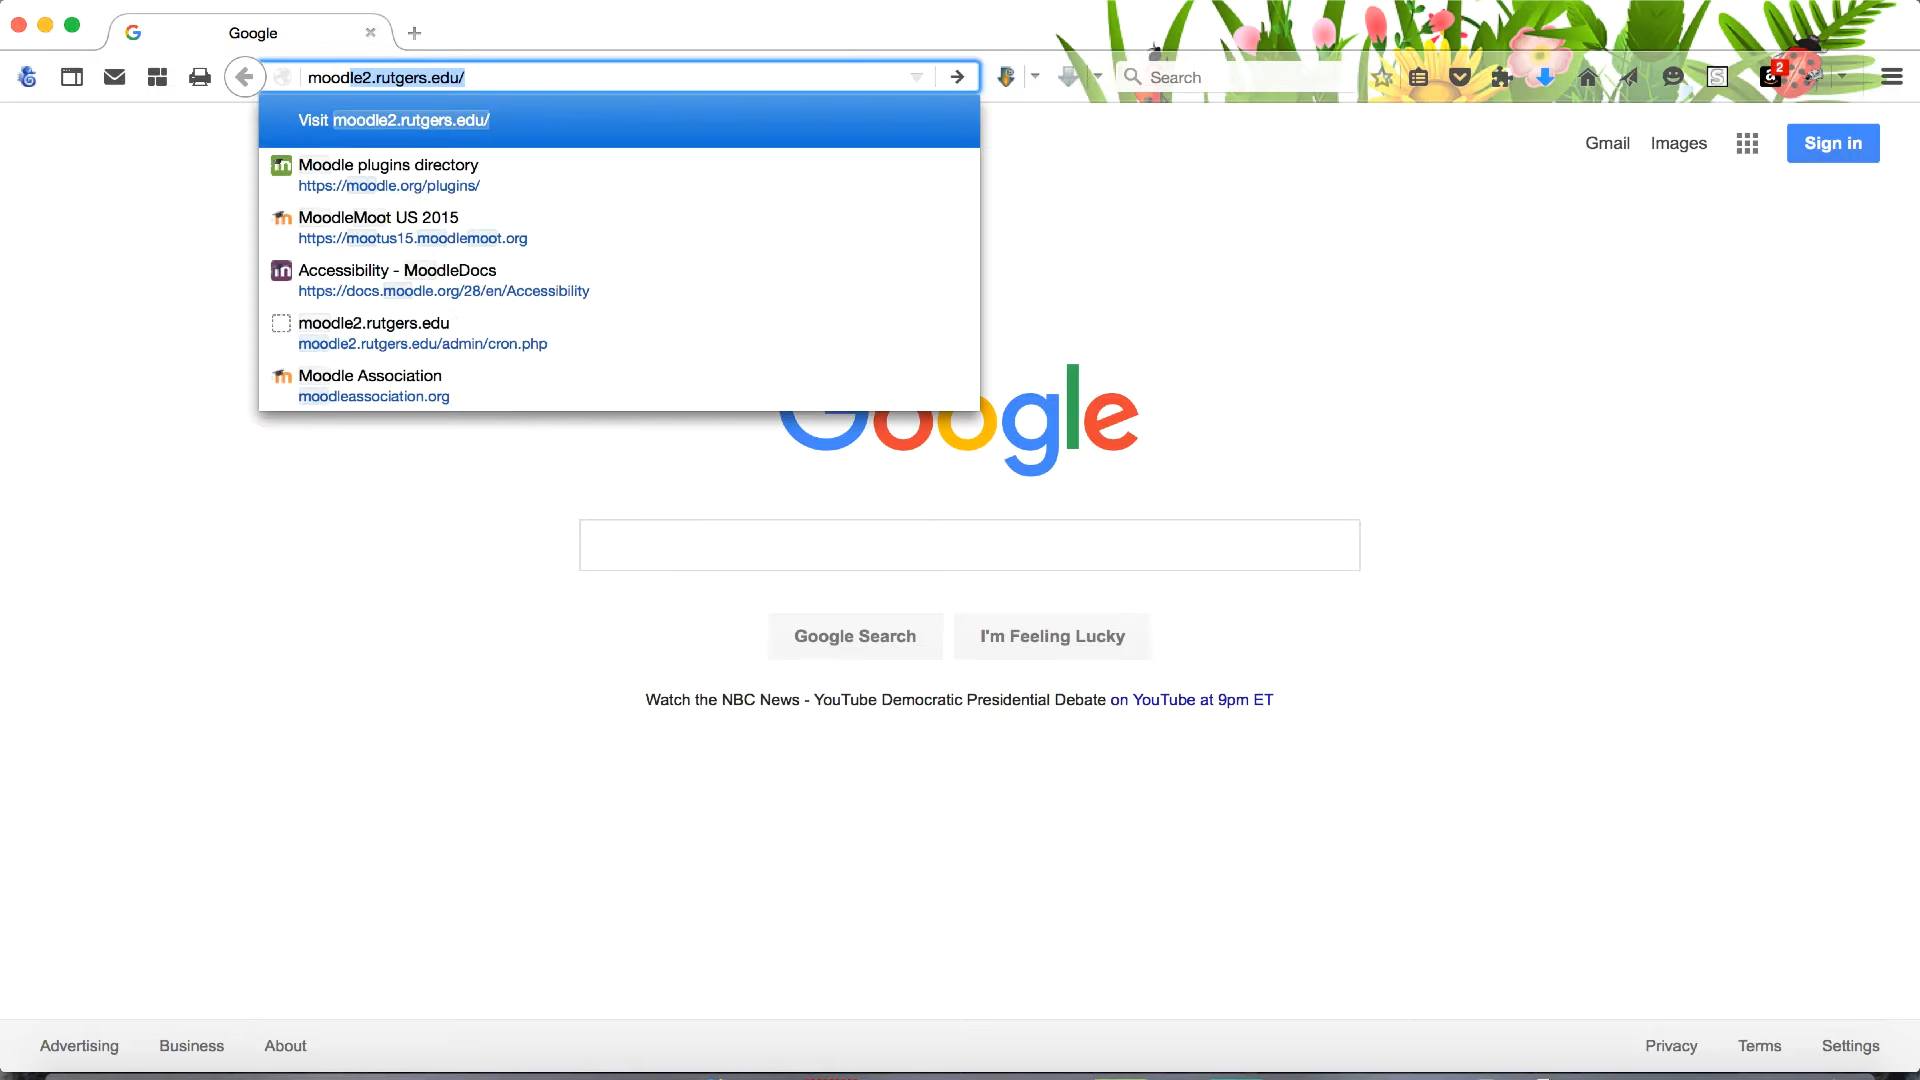 Google
moodle2.rutgers.edu/
Search
2
a
S
Visit moodle2.rutgers.edu/
Gmail
Images
Sign in
Moodle plugins directory
https://moodle.org/plugins/
MoodleMoot US 2015
https://mootus15.moodlemoot.org
Accessibility - MoodleDocs
https://docs.moodle.org/28/en/Accessibility
moodle2.rutgers.edu
moodle2.rutgers.edu/admin/cron.php
Moodle Association
moodleassociation.org
Google
Google Search
I'm Feeling Lucky
Watch the NBC News - YouTube Democratic Presidential Debate on YouTube at 9pm ET
Advertising
Business
About
Privacy
Terms
Settings